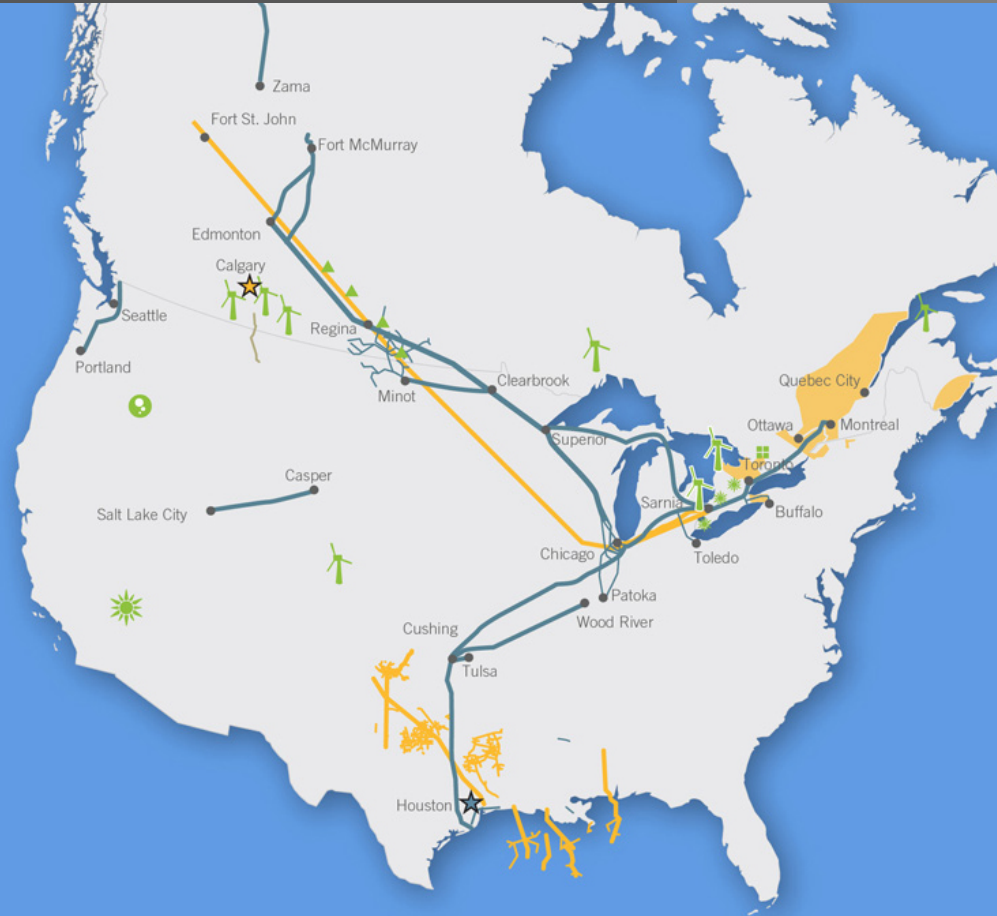 Zama
Fort St. John
Fort McMurray
Edmonton
Calgary
Seattle
Regina
Portland
Minot
Clearbrook
Quebec City
Ottawa
Montreal
Superior
Toronto
Casper
Salt Lake City
Sarnia
Buffalo
Chicago
Toledo
Patoka
Wood River
Cushing
Tulsa
Houston